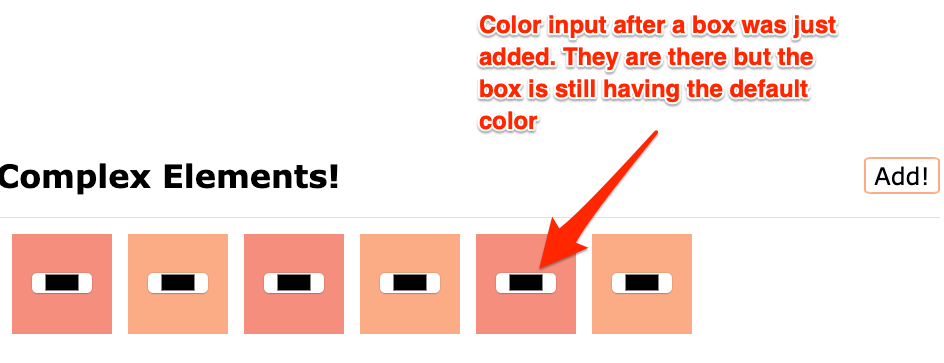 Color input after a box was just
added. They are there but the
box is still having the default
color
Complex Elements!
Add!